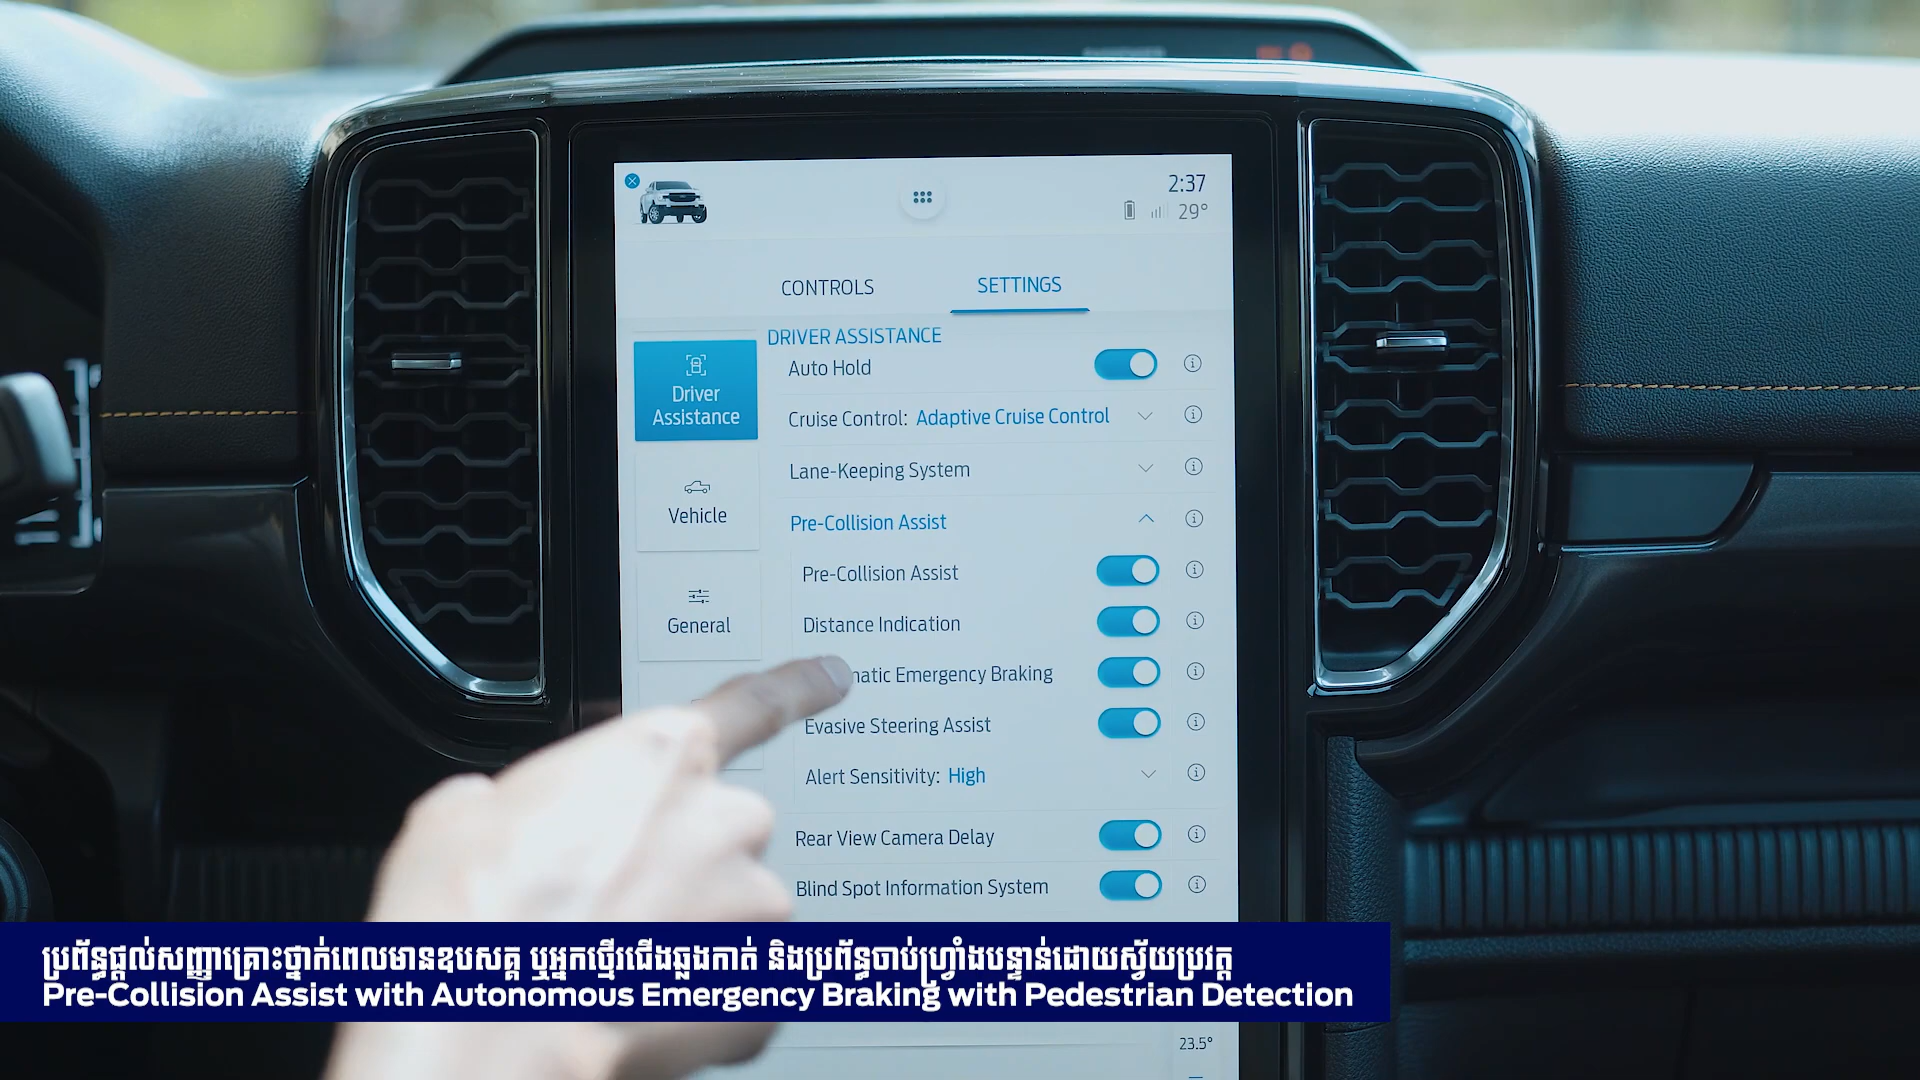 2:37
29°
CONTROLS
SETTINGS
DRIVER ASSISTANCE
Driver
Assistance
Vehicle
General
Auto Hold
Cruise Control: Adaptive Cruise Control
Lane-Keeping System
Pre-Collision Assist
Pre-Collision Assist
Distance Indication
matic Emergency Braking
Evasive Steering Assist
Alert Sensitivity: High
Rear View Camera Delay
Blind Spot Information System
ប្រព័ន្ធផ្តល់សញ្ញាគ្រោះថ្នាក់ពេលមានឧបសគ្គ ឬអ្នកថ្មើរជើងឆ្លងកាត់ និងប្រព័ន្ធចាប់ហ្វ្រាំងបន្ទាន់ដោយស្វ័យប្រវត្ត
Pre-Collision Assist with Autonomous Emergency Braking with Pedestrian Detection
23.5°